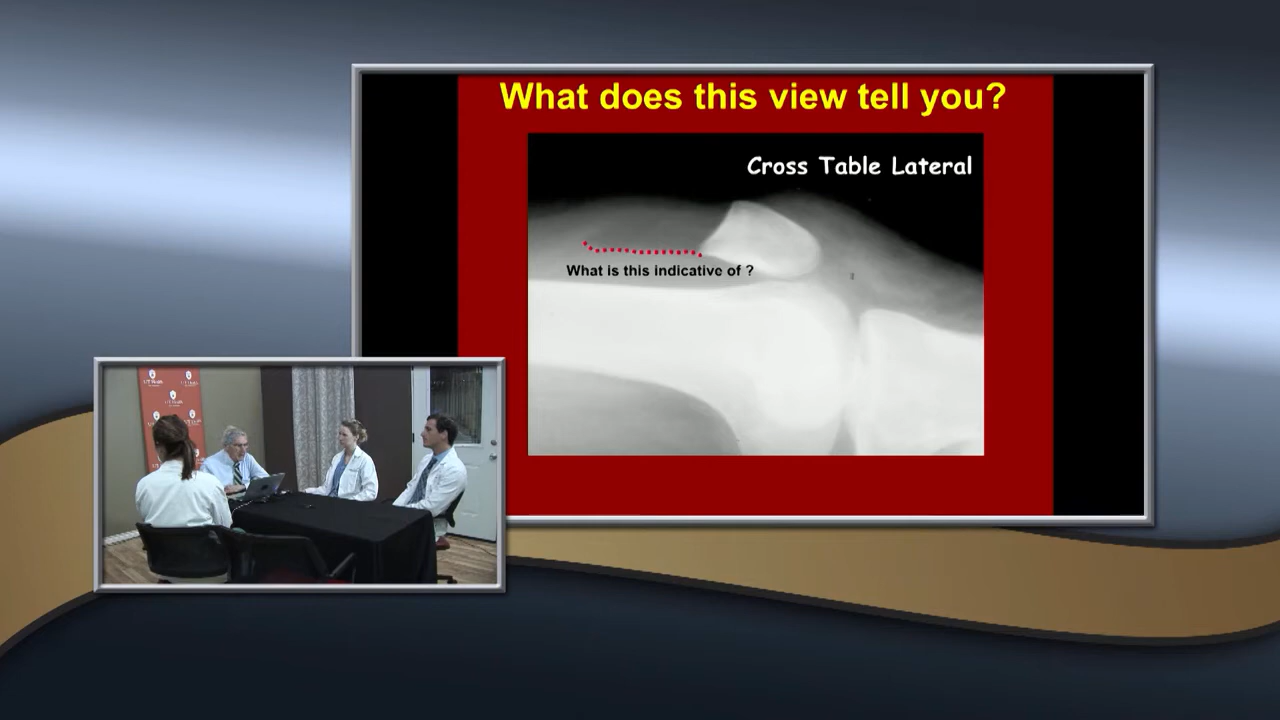 What does this view tell you?
Cross Table Lateral
What is this indicative of ?